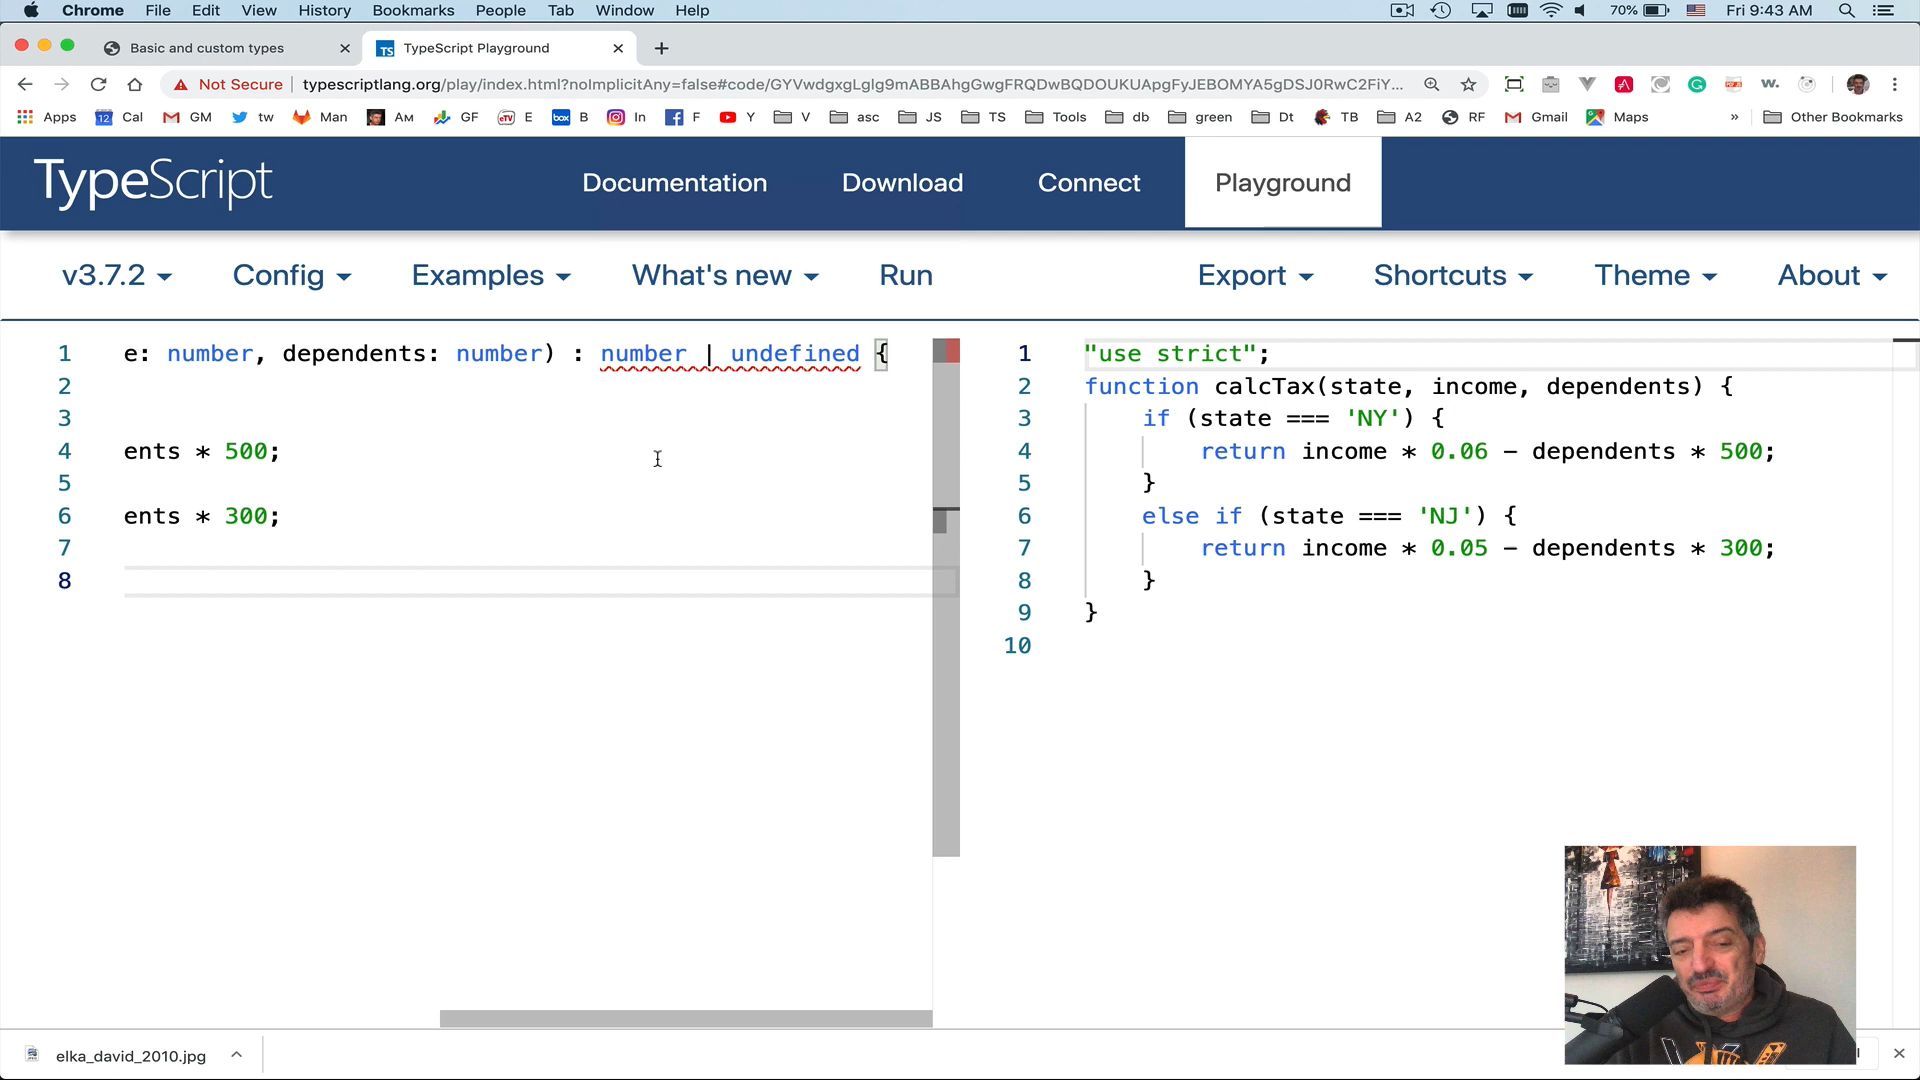 Chrome File Edit View History Bookmarks People Tab Window Help 70% Fri 9:43 AM
Basic and custom types
TS TypeScript Playground
Not Secure typescriptlang.org/play/index.html?noImplicitAny=false#code/GYVwdgxgLglg9mABBAhgGwgFRQDwBQDOUKUApgFyJEBOMYA5gDSJ0RwC2FiY...
Apps 12 Cal GM tw Man Ам GF eTV E box B In F Y V asc JS TS Tools db green Dt TB A2 RF Gmail Maps » Other Bookmarks
TypeScript Documentation Download Connect Playground
v3.7.2 Config Examples What's new Run Export Shortcuts Theme About
1 e: number, dependents: number) : number | undefined {
2
3
4 ents * 500;
5
6 ents * 300;
7
8
1 "use strict";
2 function calcTax(state, income, dependents) {
3 if (state === 'NY') {
4 return income * 0.06 - dependents * 500;
5 }
6 else if (state === 'NJ') {
7 return income * 0.05 - dependents * 300;
8 }
9 }
10
elka_david_2010.jpg